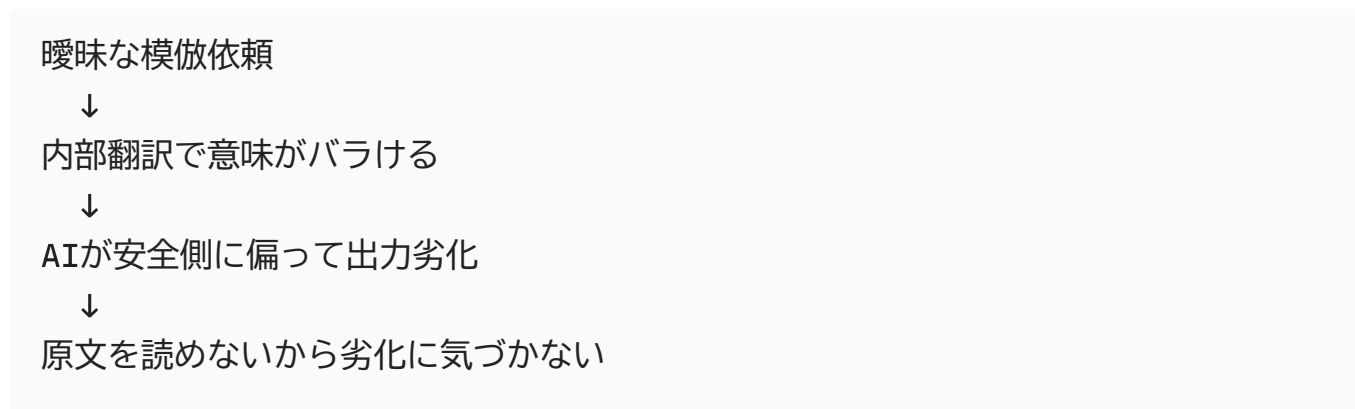 曖昧な模倣依頼
↓
内部翻訳で意味がバラける
↓
AIが安全側に偏って出力劣化
↓
原文を読めないから劣化に気づかない